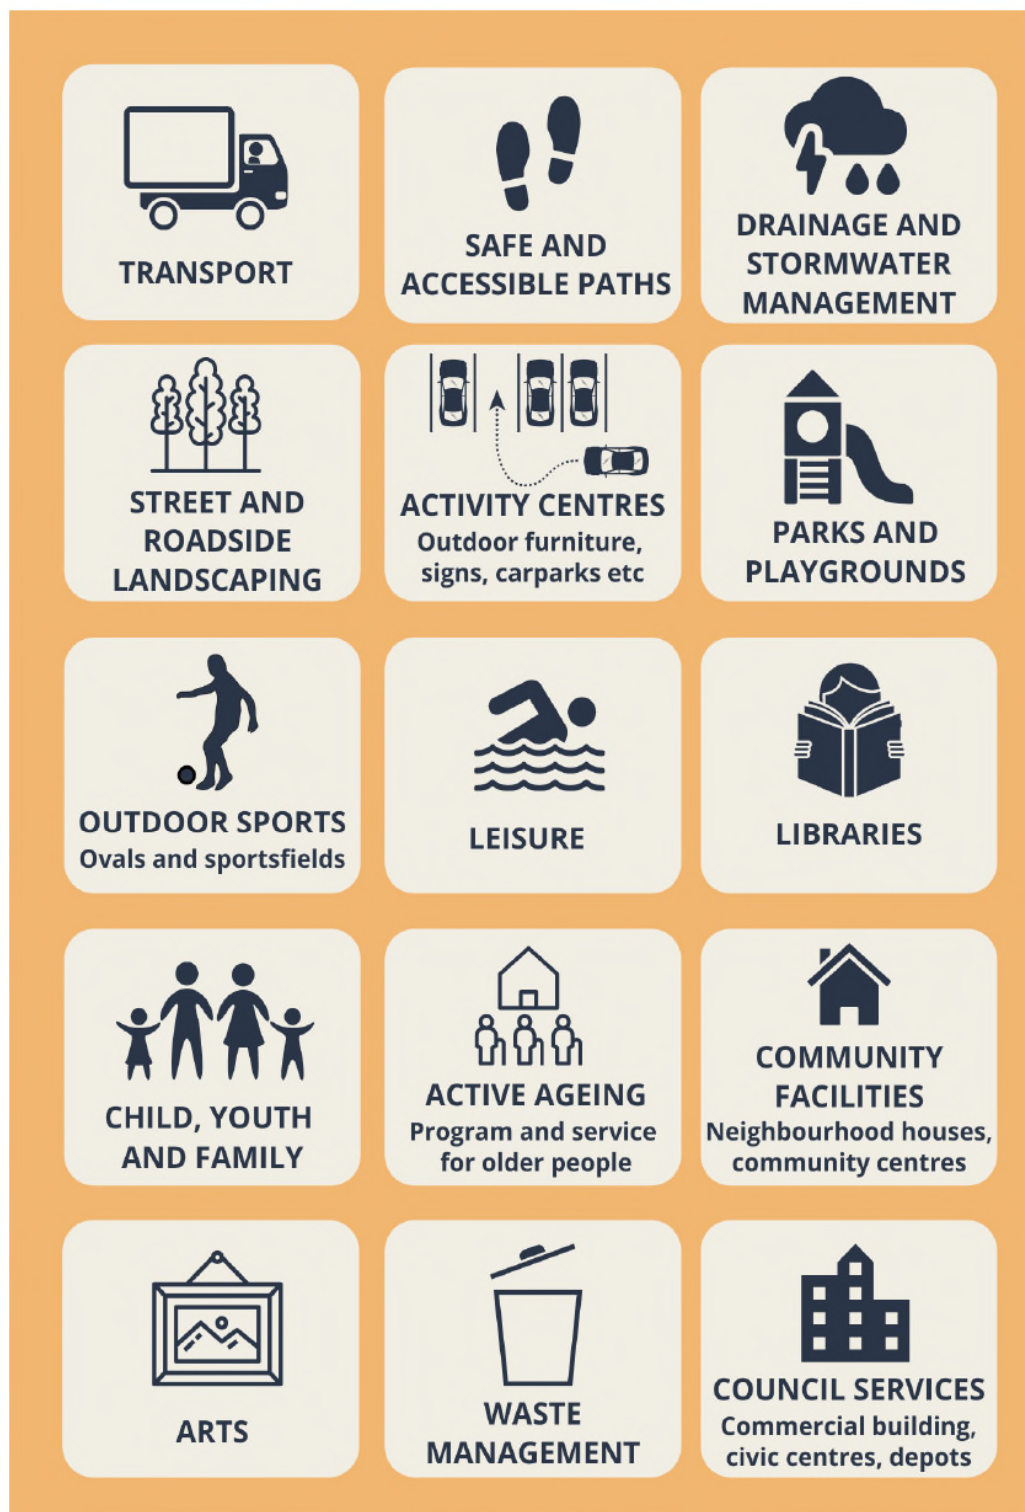 TRANSPORT
SAFE AND
ACCESSIBLE PATHS
DRAINAGE AND
STORMWATER
MANAGEMENT
STREET AND
ROADSIDE
LANDSCAPING
ACTIVITY CENTRES
Outdoor furniture,
signs, carparks etc
PARKS AND
PLAYGROUNDS
OUTDOOR SPORTS
Ovals and sportsfields
LEISURE
LIBRARIES
CHILD, YOUTH
AND FAMILY
ACTIVE AGEING
Program and service
for older people
COMMUNITY
FACILITIES
Neighbourhood houses,
community centres
ARTS
WASTE
MANAGEMENT
COUNCIL SERVICES
Commercial building,
civic centres, depots